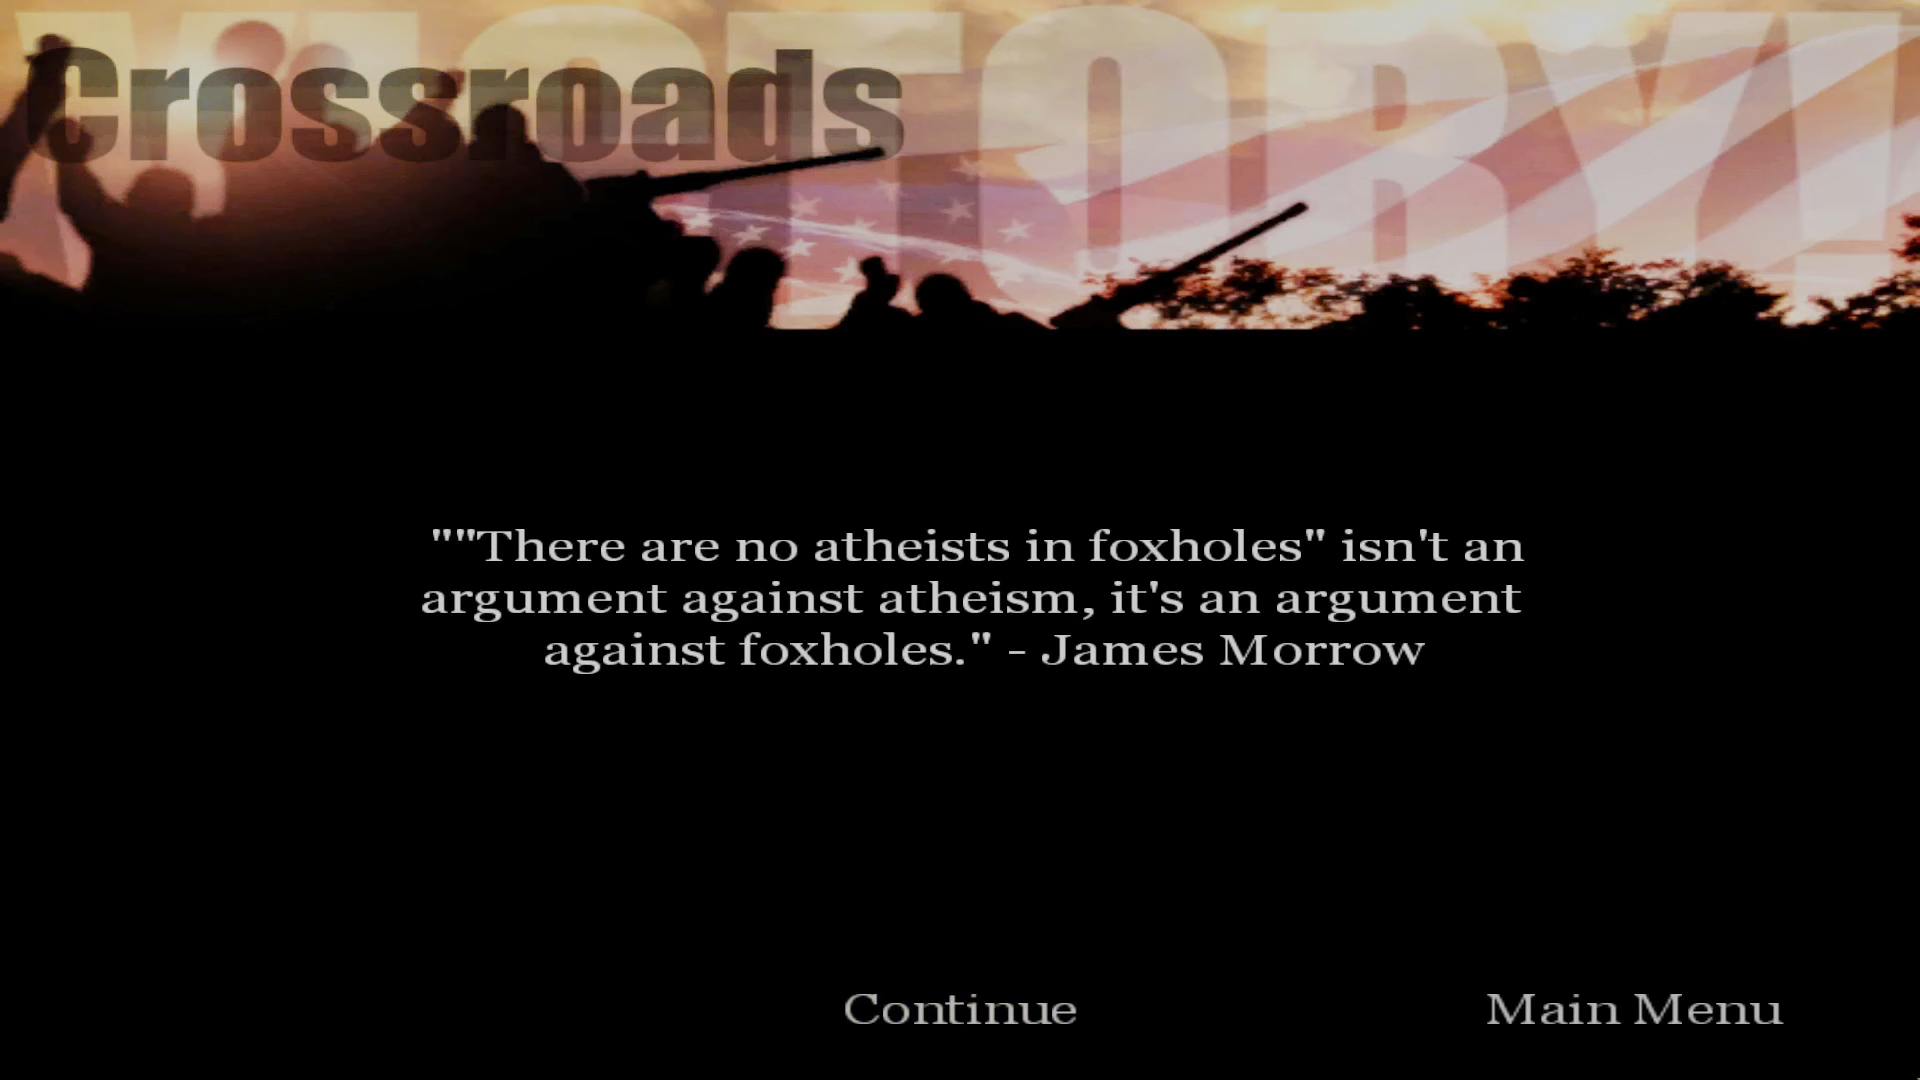 VICTORY!
Crossroads
""There are no atheists in foxholes" isn't an
argument against atheism, it's an argument
against foxholes." - James Morrow
Continue
Main Menu